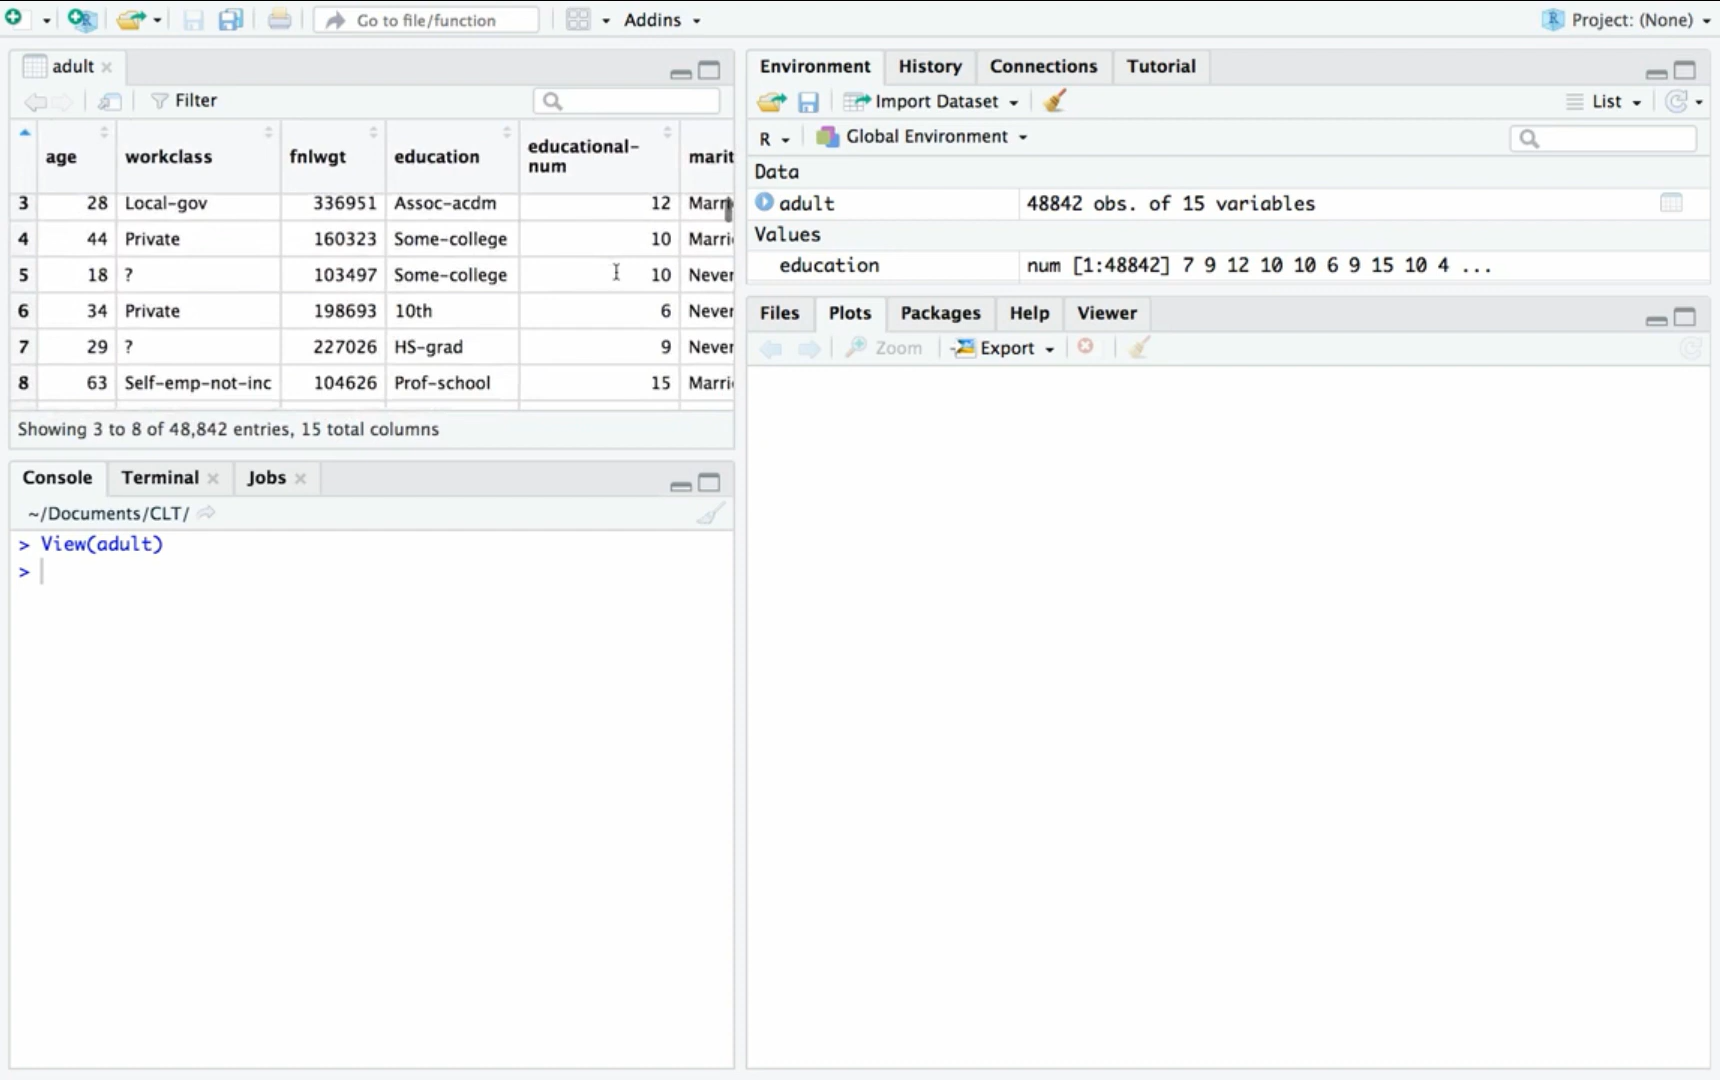 Go to file/function Addins Project: (None)
adult
Filter
age workclass fnlwgt education educational-num marit
3 28 Local-gov 336951 Assoc-acdm 12 Marri
4 44 Private 160323 Some-college 10 Marri
5 18 ? 103497 Some-college 10 Never
6 34 Private 198693 10th 6 Never
7 29 ? 227026 HS-grad 9 Never
8 63 Self-emp-not-inc 104626 Prof-school 15 Marri
Showing 3 to 8 of 48,842 entries, 15 total columns
Console Terminal Jobs
~/Documents/CLT/
> View(adult)
>
Environment History Connections Tutorial
Import Dataset List
R Global Environment
Data
adult 48842 obs. of 15 variables
Values
education num [1:48842] 7 9 12 10 10 6 9 15 10 4 ...
Files Plots Packages Help Viewer
Zoom Export